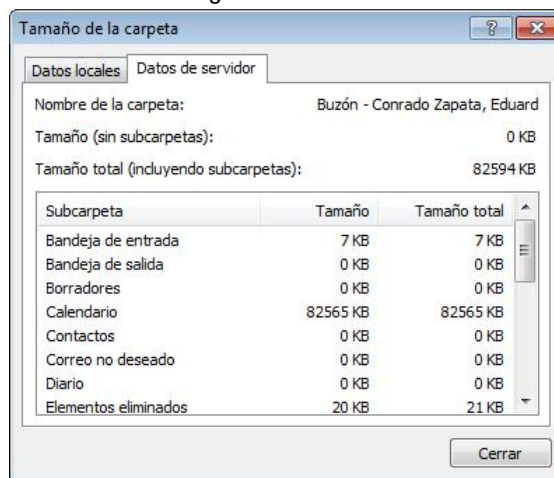 Tamaño de la carpeta
Datos locales Datos de servidor
Nombre de la carpeta: Buzón - Conrado Zapata, Eduard
Tamaño (sin subcarpetas): 0 KB
Tamaño total (incluyendo subcarpetas): 82594 KB
Subcarpeta Tamaño Tamaño total
Bandeja de entrada 7 KB 7 KB
Bandeja de salida 0 KB 0 KB
Borradores 0 KB 0 KB
Calendario 82565 KB 82565 KB
Contactos 0 KB 0 KB
Correo no deseado 0 KB 0 KB
Diario 0 KB 0 KB
Elementos eliminados 20 KB 21 KB
Cerrar